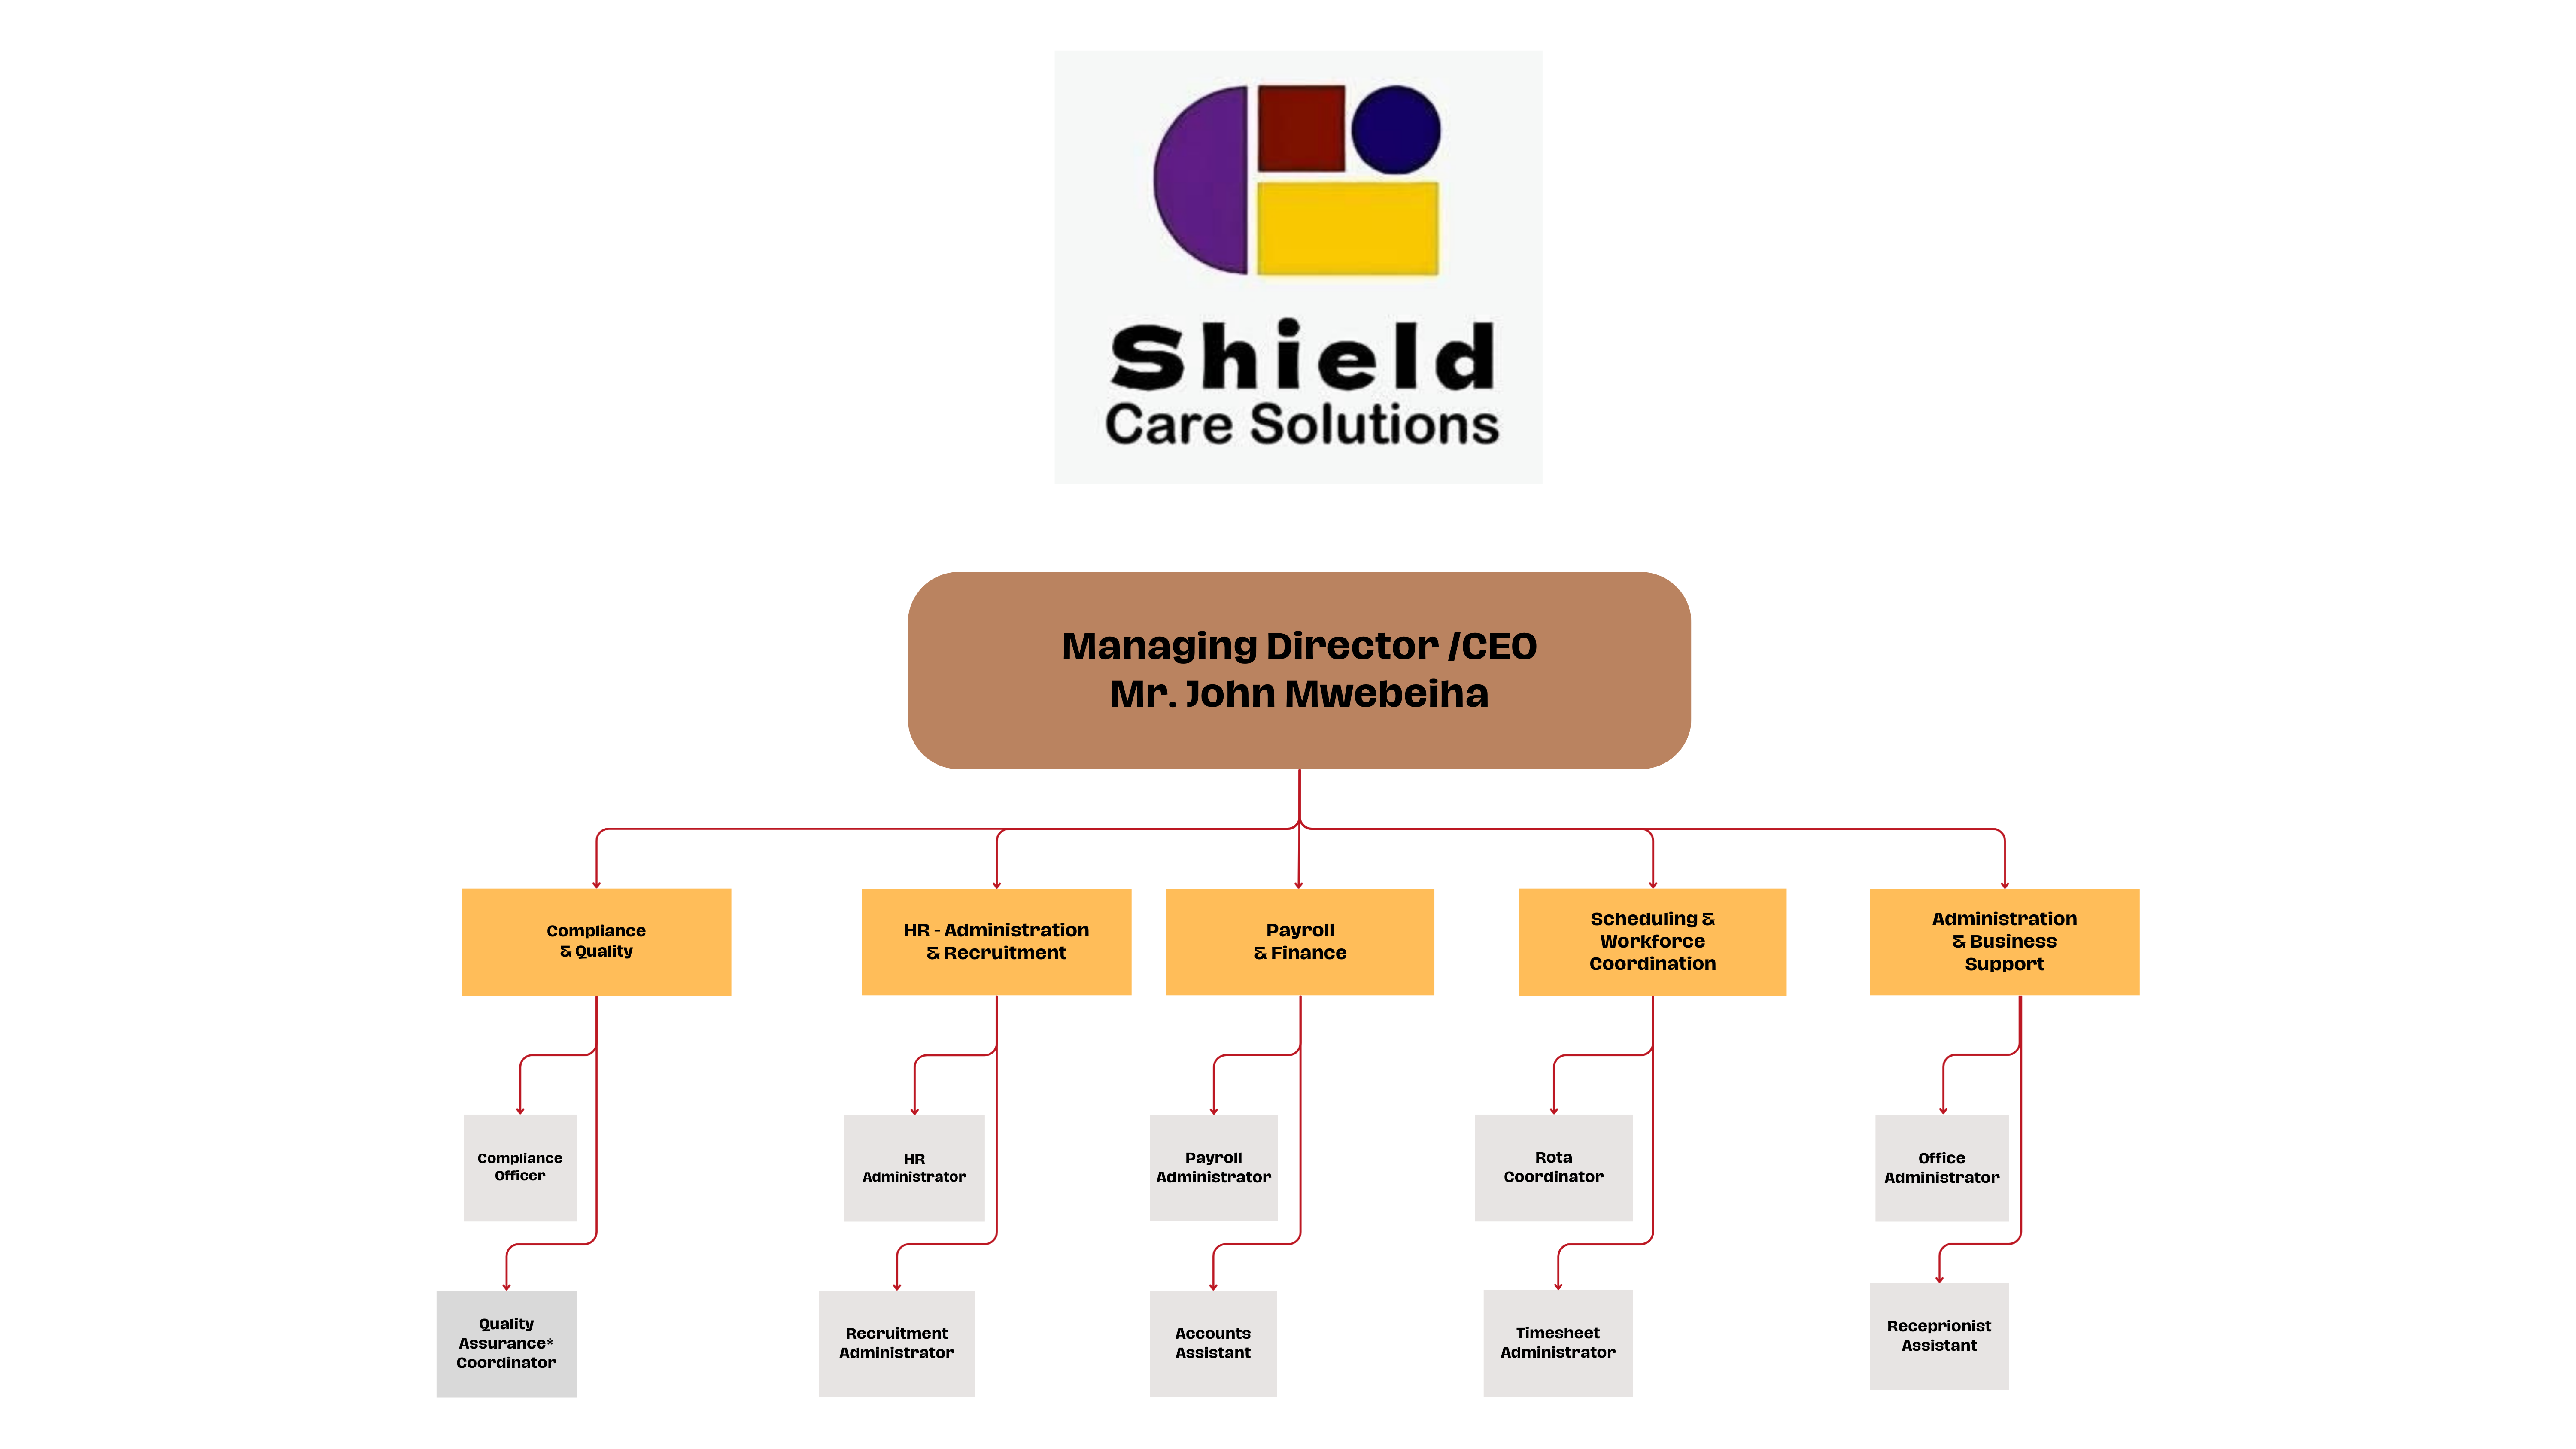 Shield
Care Solutions
Managing Director /CEO
Mr. John Mwebeiha
Compliance
& Quality
HR - Administration
& Recruitment
Payroll
& Finance
Scheduling &
Workforce
Coordination
Administration
& Business
Support
Compliance
Officer
HR
Administrator
Payroll
Administrator
Rota
Coordinator
Office
Administrator
Quality
Assurance*
Coordinator
Recruitment
Administrator
Accounts
Assistant
Timesheet
Administrator
Receprionist
Assistant